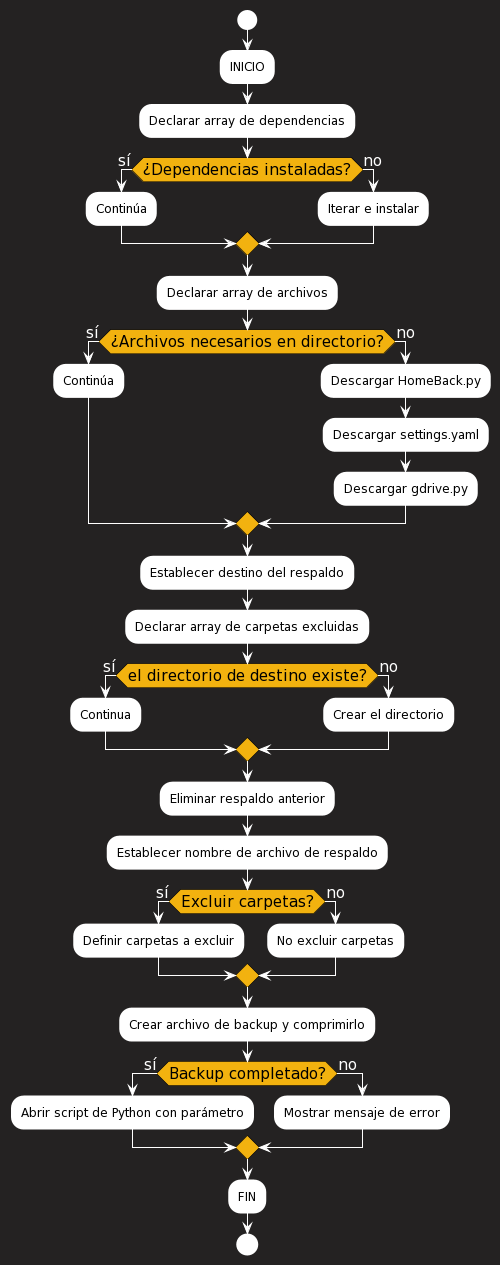 INICIO
Declarar array de dependencias
sí
¿Dependencias instaladas?
no
Continúa
Iterar e instalar
Declarar array de archivos
sí
¿Archivos necesarios en directorio?
no
Continúa
Descargar HomeBack.py
Descargar settings.yaml
Descargar gdrive.py
Establecer destino del respaldo
Declarar array de carpetas excluidas
sí
el directorio de destino existe?
no
Continua
Crear el directorio
Eliminar respaldo anterior
Establecer nombre de archivo de respaldo
sí
Excluir carpetas?
no
Definir carpetas a excluir
No excluir carpetas
Crear archivo de backup y comprimirlo
sí
Backup completado?
no
Abrir script de Python con parámetro
Mostrar mensaje de error
FIN